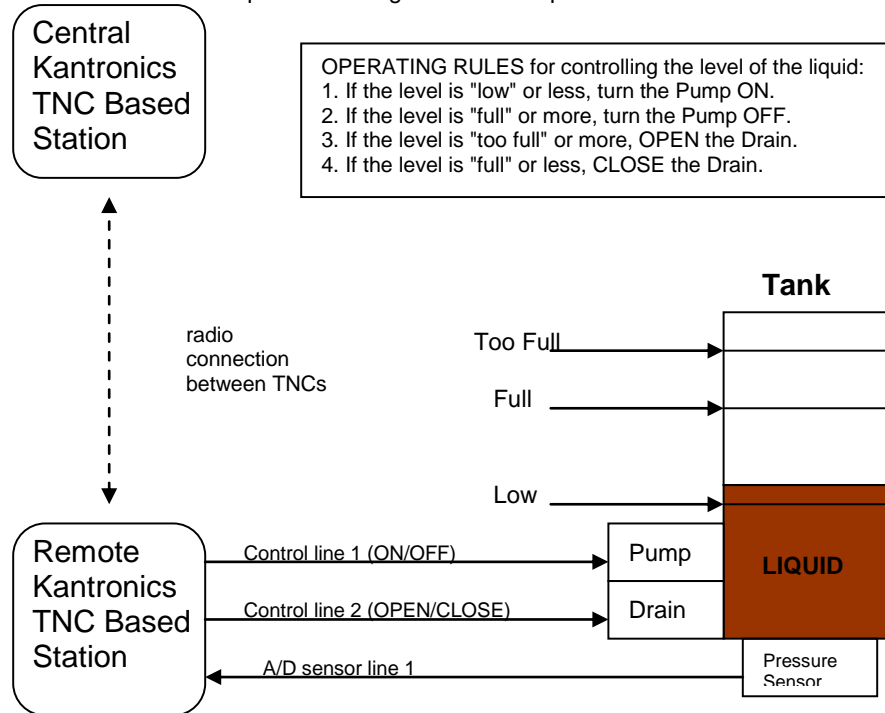 Central
Kantronics
TNC Based
Station
OPERATING RULES for controlling the level of the liquid:
1. If the level is "low" or less, turn the Pump ON.
2. If the level is "full" or more, turn the Pump OFF.
3. If the level is "too full" or more, OPEN the Drain.
4. If the level is "full" or less, CLOSE the Drain.
Tank
radio
connection
between TNCs
Too Full
Full
Low
Remote
Kantronics
TNC Based
Station
Control line 1 (ON/OFF)
Pump
LIQUID
Control line 2 (OPEN/CLOSE)
Drain
A/D sensor line 1
Pressure
Sensor